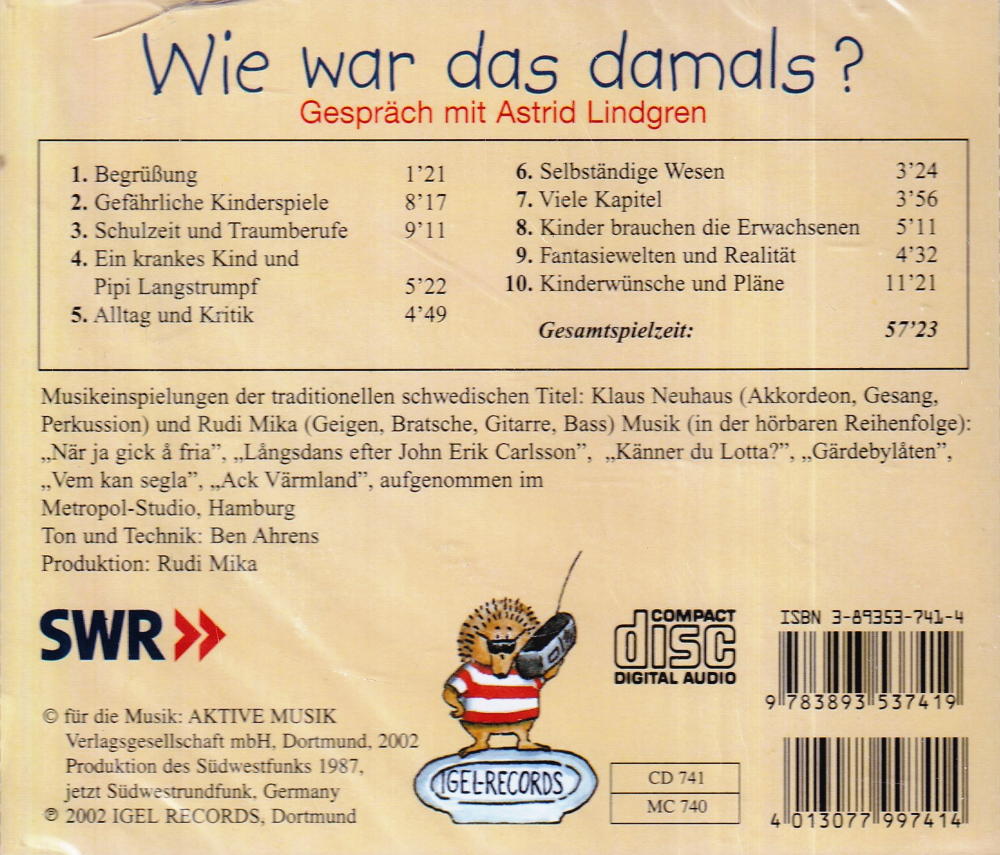 Wie war das damals?
Gespräch mit Astrid Lindgren
1. Begrüßung 1'21
2. Gefährliche Kinderspiele 8'17
3. Schulzeit und Traumberufe 9'11
4. Ein krankes Kind und
Pipi Langstrumpf 5'22
5. Alltag und Kritik 4'49
6. Selbständige Wesen 3'24
7. Viele Kapitel 3'56
8. Kinder brauchen die Erwachsenen 5'11
9. Fantasiewelten und Realität 4'32
10. Kinderwünsche und Pläne 11'21
Gesamtspielzeit: 57'23
Musikeinspielungen der traditionellen schwedischen Titel: Klaus Neuhaus (Akkordeon, Gesang,
Perkussion) und Rudi Mika (Geigen, Bratsche, Gitarre, Bass) Musik (in der hörbaren Reihenfolge):
„När ja gick å fria”, „Långsdans efter John Erik Carlsson”, „Känner du Lotta?”, „Gärdebylåten”,
„Vem kan segla”, „Ack Värmland”, aufgenommen im
Metropol-Studio, Hamburg
Ton und Technik: Ben Ahrens
Produktion: Rudi Mika
SWR
© für die Musik: AKTIVE MUSIK
Verlagsgesellschaft mbH, Dortmund, 2002
Produktion des Südwestfunks 1987,
jetzt Südwestrundfunk, Germany
℗ 2002 IGEL RECORDS, Dortmund
IGEL-RECORDS
COMPACT
disc
DIGITAL AUDIO
CD 741
MC 740
ISBN 3-89353-741-4
9 783893 537419
4 013077 997414